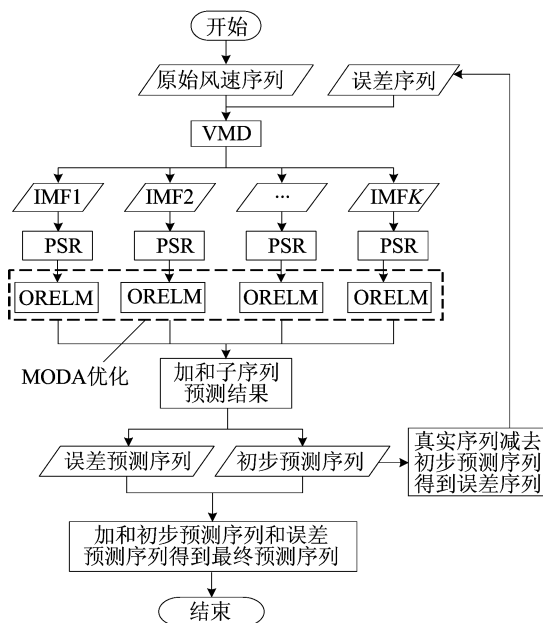 开始
原始风速序列
误差序列
VMD
IMF1
IMF2
...
IMFK
PSR
PSR
PSR
PSR
ORELM
ORELM
ORELM
ORELM
MODA优化
加和子序列
预测结果
误差预测序列
初步预测序列
真实序列减去
初步预测序列
得到误差序列
加和初步预测序列和误差
预测序列得到最终预测序列
结束